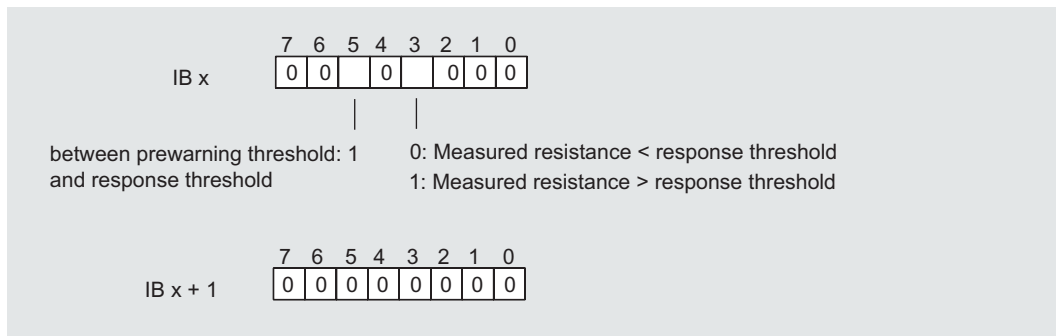 7 6 5 4 3 2 1 0
IB x 0 0 0 0 0 0
between prewarning threshold: 1
and response threshold
0: Measured resistance < response threshold
1: Measured resistance > response threshold
7 6 5 4 3 2 1 0
IB x + 1 0 0 0 0 0 0 0 0